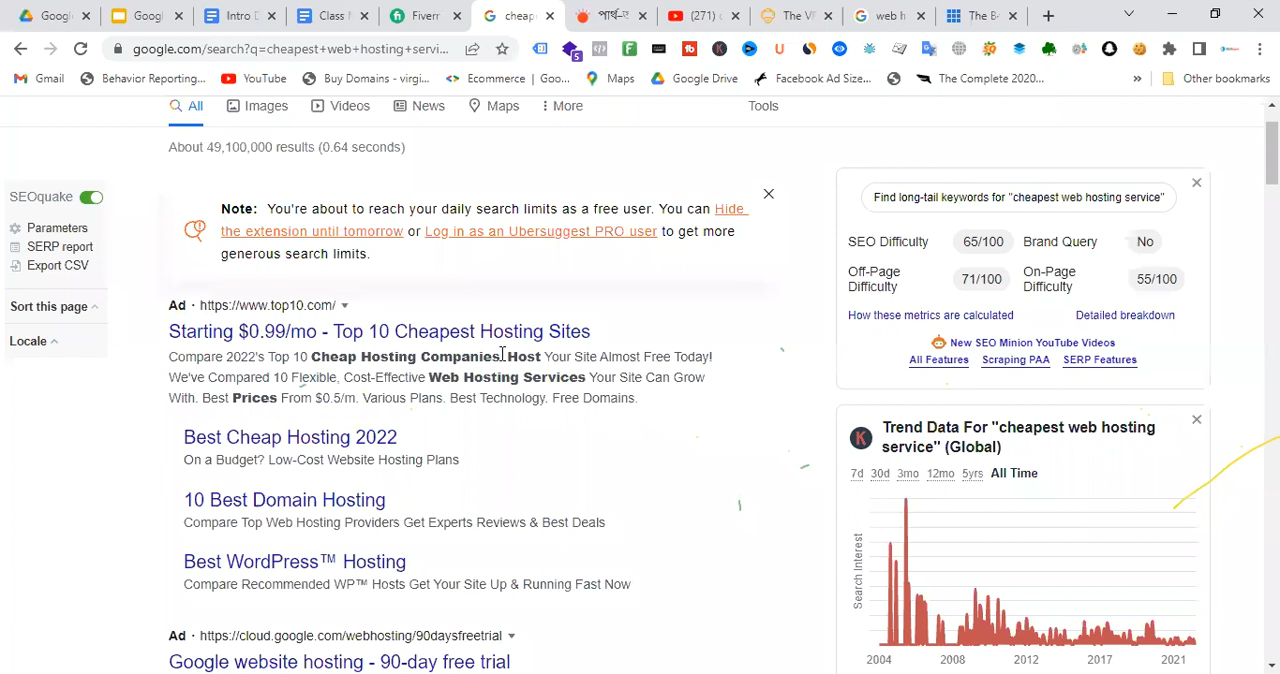 Googl
Googl
Intro D
Class f
Fiverr
cheap
পার্থ-ড
(271) c
The VP
web h
The B
google.com/search?q=cheapest+web+hosting+servi...
5
Gmail
Behavior Reporting...
YouTube
Buy Domains - virgi...
Ecommerce | Goo...
Maps
Google Drive
Facebook Ad Size...
The Complete 2020...
»
Other bookmarks
All
Images
Videos
News
Maps
More
Tools
About 49,100,000 results (0.64 seconds)
SEOquake
Parameters
SERP report
Export CSV
Sort this page
Locale
Note: You're about to reach your daily search limits as a free user. You can Hide
the extension until tomorrow or Log in as an Ubersuggest PRO user to get more
generous search limits.
Ad · https://www.top10.com/
Starting $0.99/mo - Top 10 Cheapest Hosting Sites
Compare 2022's Top 10 Cheap Hosting Companies. Host Your Site Almost Free Today!
We've Compared 10 Flexible, Cost-Effective Web Hosting Services Your Site Can Grow
With. Best Prices From $0.5/m. Various Plans. Best Technology. Free Domains.
Best Cheap Hosting 2022
On a Budget? Low-Cost Website Hosting Plans
10 Best Domain Hosting
Compare Top Web Hosting Providers Get Experts Reviews & Best Deals
Best WordPress™ Hosting
Compare Recommended WP™ Hosts Get Your Site Up & Running Fast Now
Ad · https://cloud.google.com/webhosting/90daysfreetrial
Google website hosting - 90-day free trial
Find long-tail keywords for "cheapest web hosting service"
SEO Difficulty 65/100 Brand Query No
Off-Page Difficulty 71/100 On-Page Difficulty 55/100
How these metrics are calculated Detailed breakdown
New SEO Minion YouTube Videos
All Features Scraping PAA SERP Features
K
Trend Data For "cheapest web hosting
service" (Global)
7d 30d 3mo 12mo 5yrs All Time
Search Interest
2004 2008 2012 2017 2021